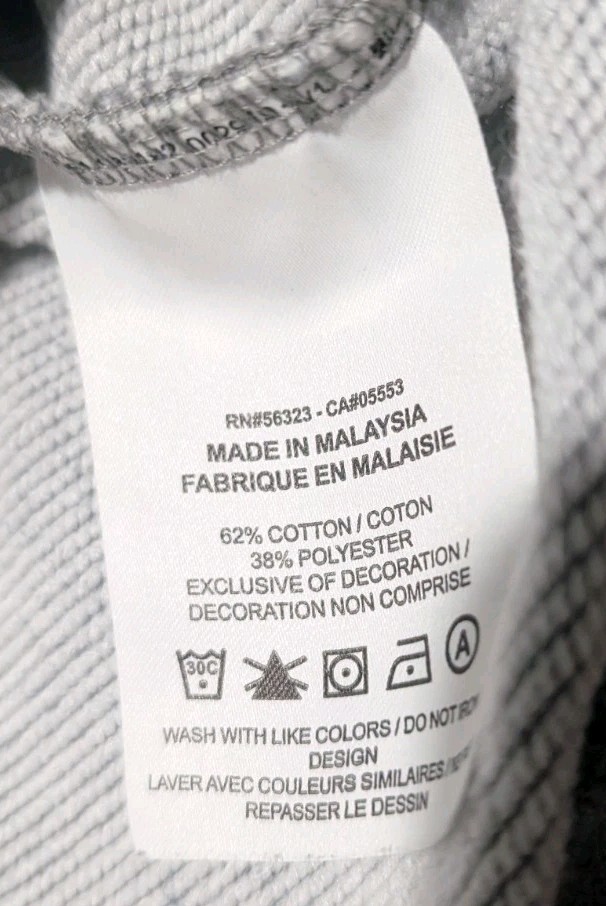 RN#56323 - CA#05553
MADE IN MALAYSIA
FABRIQUE EN MALAISIE
62% COTTON / COTON
38% POLYESTER
EXCLUSIVE OF DECORATION /
DECORATION NON COMPRISE
30C A
WASH WITH LIKE COLORS / DO NOT IRON
DESIGN
LAVER AVEC COULEURS SIMILAIRES /
REPASSER LE DESSIN